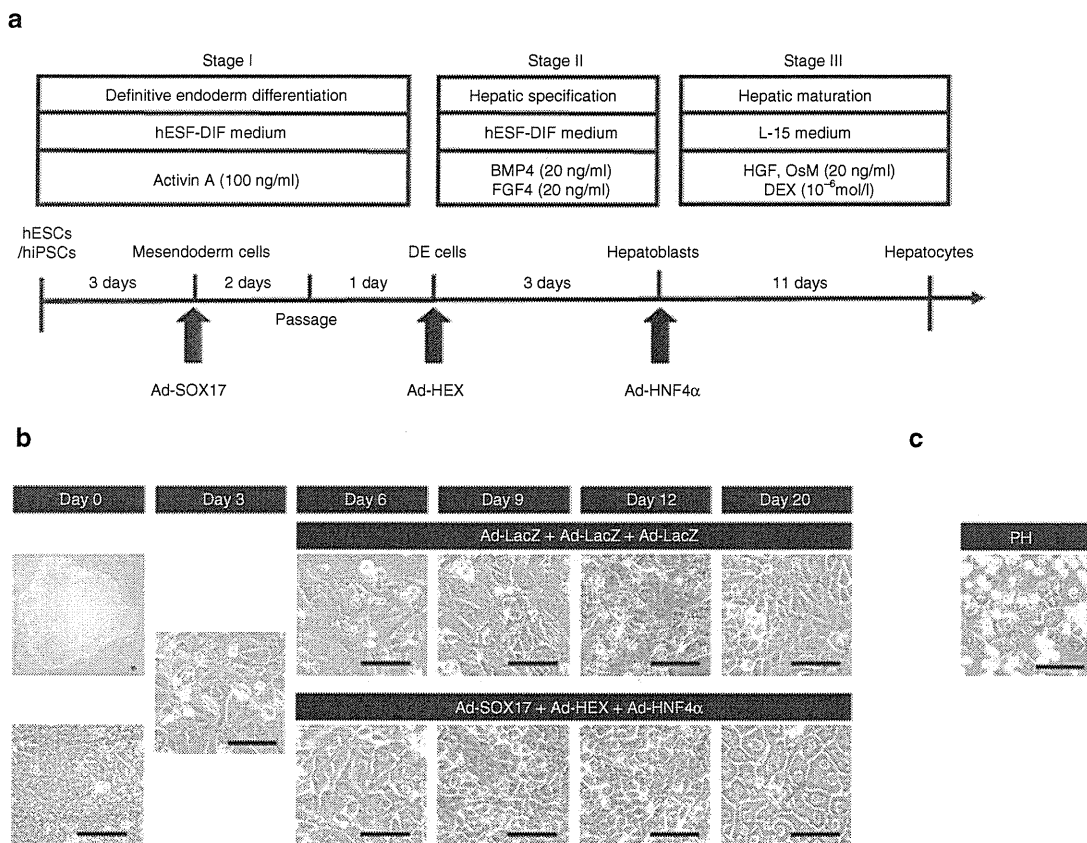 a
Stage I
Stage II
Stage III
Definitive endoderm differentiation
Hepatic specification
Hepatic maturation
hESF-DIF medium
hESF-DIF medium
L-15 medium
Activin A (100 ng/ml)
BMP4 (20 ng/ml)
FGF4 (20 ng/ml)
HGF, OsM (20 ng/ml)
DEX (10⁻⁶mol/l)
hESCs
/hiPSCs
Mesendoderm cells
DE cells
Hepatoblasts
Hepatocytes
3 days
2 days
1 day
3 days
11 days
Passage
Ad-SOX17
Ad-HEX
Ad-HNF4α
b
c
Day 0
Day 3
Day 6
Day 9
Day 12
Day 20
Ad-LacZ + Ad-LacZ + Ad-LacZ
PH
Ad-SOX17 + Ad-HEX + Ad-HNF4α